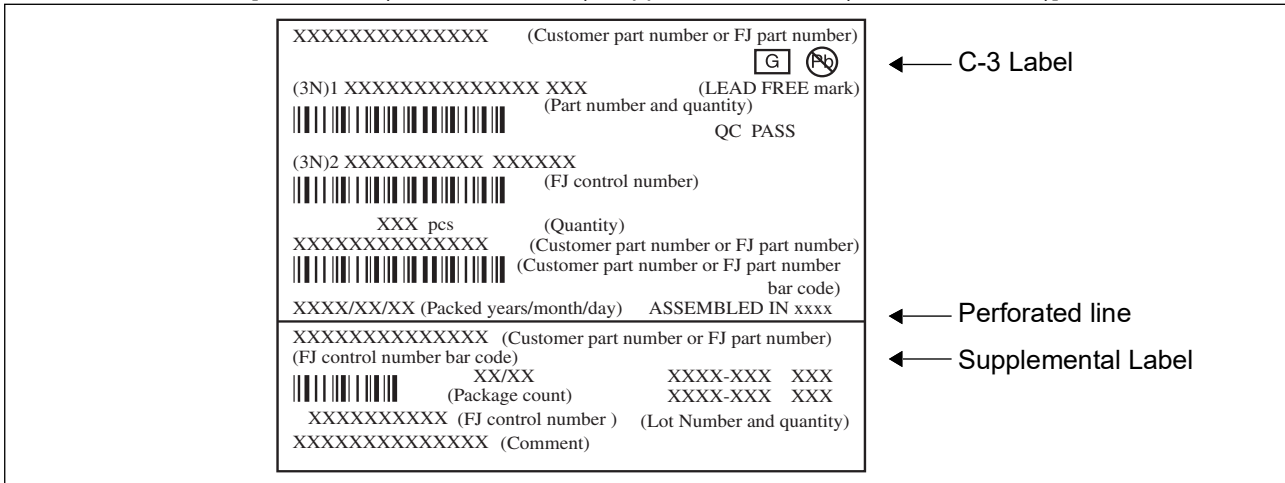 XXXXXXXXXXXXXX (Customer part number or FJ part number)
G Pb
C-3 Label
(3N)1 XXXXXXXXXXXXXX XXX (LEAD FREE mark)
(Part number and quantity)
QC PASS
(3N)2 XXXXXXXXXX XXXXXX
(FJ control number)
XXX pcs (Quantity)
XXXXXXXXXXXXXX (Customer part number or FJ part number)
(Customer part number or FJ part number
bar code)
XXXX/XX/XX (Packed years/month/day) ASSEMBLED IN xxxx
Perforated line
XXXXXXXXXXXXXX (Customer part number or FJ part number)
(FJ control number bar code)
Supplemental Label
XX/XX XXXX-XXX XXX
(Package count) XXXX-XXX XXX
XXXXXXXXXX (FJ control number ) (Lot Number and quantity)
XXXXXXXXXXXXXX (Comment)